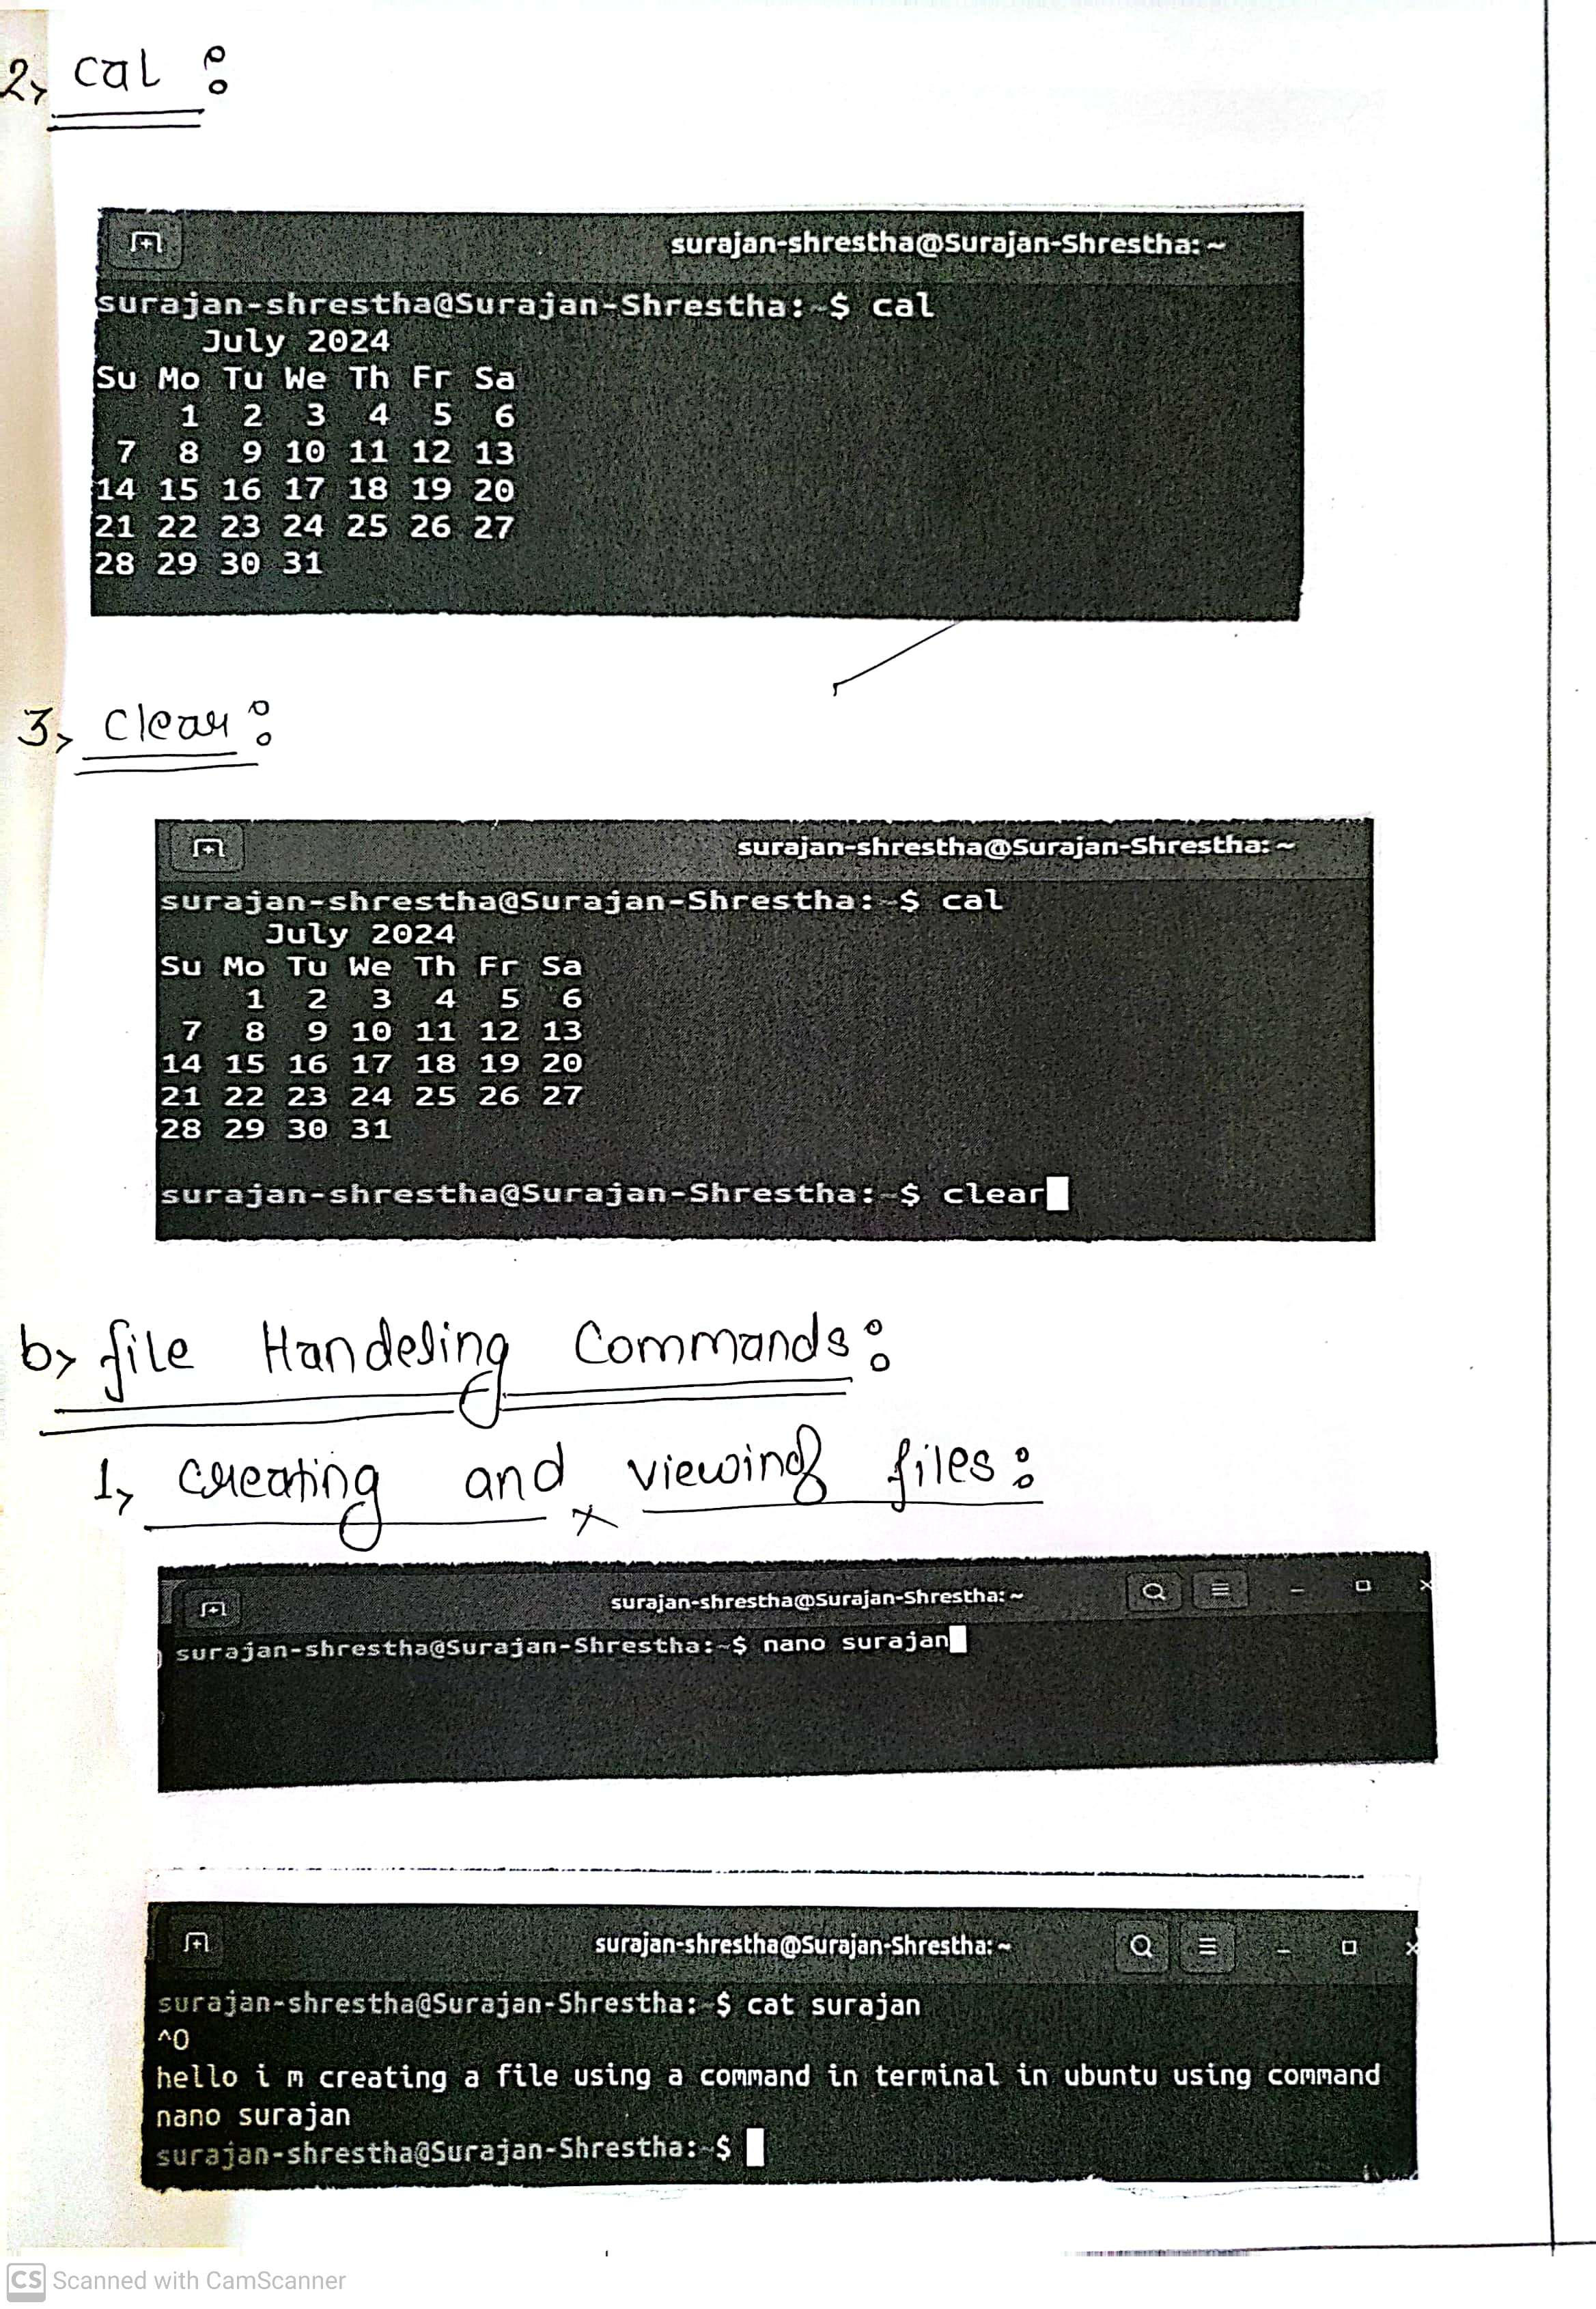 2, cal :
surajan-shrestha@Surajan-Shrestha: ~
surajan-shrestha@Surajan-Shrestha:~$ cal
July 2024
Su Mo Tu We Th Fr Sa
1 2 3 4 5 6
7 8 9 10 11 12 13
14 15 16 17 18 19 20
21 22 23 24 25 26 27
28 29 30 31
3, clear :
surajan-shrestha@Surajan-Shrestha: ~
surajan-shrestha@Surajan-Shrestha:~$ cal
July 2024
Su Mo Tu We Th Fr Sa
1 2 3 4 5 6
7 8 9 10 11 12 13
14 15 16 17 18 19 20
21 22 23 24 25 26 27
28 29 30 31
surajan-shrestha@Surajan-Shrestha:~$ clear
b, file Handeling Commands :
1, creating and viewing files :
surajan-shrestha@Surajan-Shrestha: ~
surajan-shrestha@Surajan-Shrestha:~$ nano surajan
surajan-shrestha@Surajan-Shrestha: ~
surajan-shrestha@Surajan-Shrestha:~$ cat surajan
^O
hello i m creating a file using a command in terminal in ubuntu using command
nano surajan
surajan-shrestha@Surajan-Shrestha:~$
CS Scanned with CamScanner